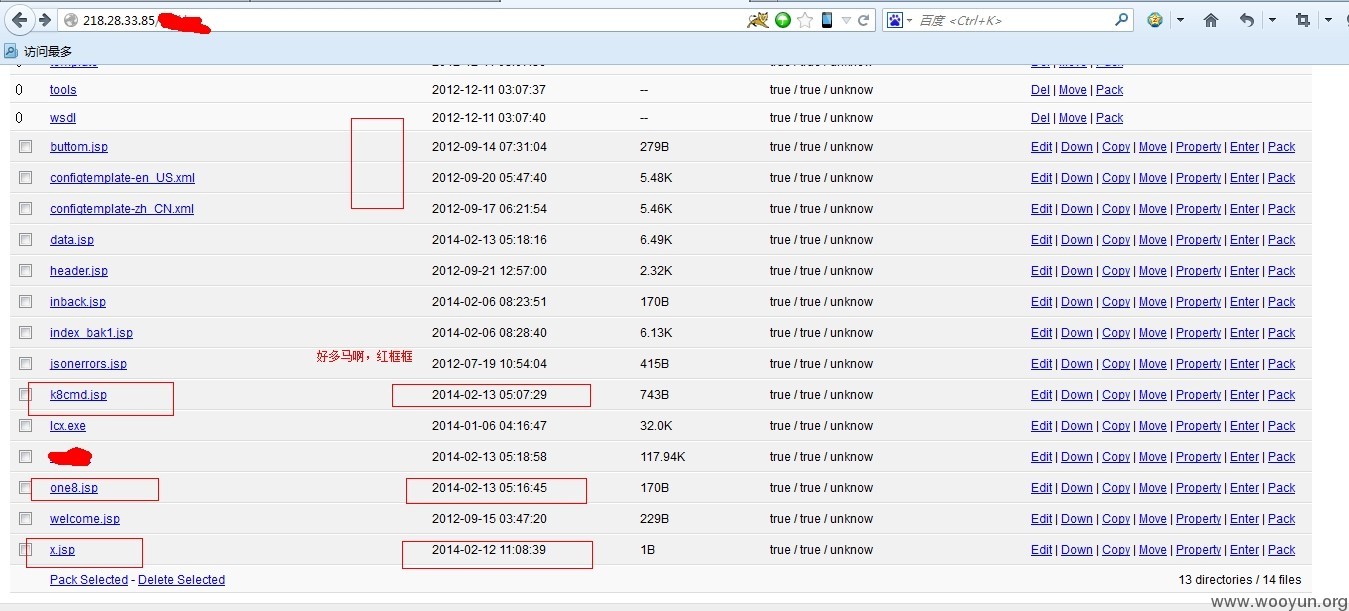 218.28.33.85/
百度 <Ctrl+K>
访问最多
template 2012-12-11 03:07:
Del | Move | Pack
0 tools 2012-12-11 03:07:37 -- true / true / unknow Del | Move | Pack
0 wsdl 2012-12-11 03:07:40 -- true / true / unknow Del | Move | Pack
buttom.jsp 2012-09-14 07:31:04 279B true / true / unknow Edit | Down | Copy | Move | Property | Enter | Pack
configtemplate-en_US.xml 2012-09-20 05:47:40 5.48K true / true / unknow Edit | Down | Copy | Move | Property | Enter | Pack
configtemplate-zh_CN.xml 2012-09-17 06:21:54 5.46K true / true / unknow Edit | Down | Copy | Move | Property | Enter | Pack
data.jsp 2014-02-13 05:18:16 6.49K true / true / unknow Edit | Down | Copy | Move | Property | Enter | Pack
header.jsp 2012-09-21 12:57:00 2.32K true / true / unknow Edit | Down | Copy | Move | Property | Enter | Pack
inback.jsp 2014-02-06 08:23:51 170B true / true / unknow Edit | Down | Copy | Move | Property | Enter | Pack
index_bak1.jsp 2014-02-06 08:28:40 6.13K true / true / unknow Edit | Down | Copy | Move | Property | Enter | Pack
好多马啊，红框框
jsonerrors.jsp 2012-07-19 10:54:04 415B true / true / unknow Edit | Down | Copy | Move | Property | Enter | Pack
k8cmd.jsp 2014-02-13 05:07:29 743B true / true / unknow Edit | Down | Copy | Move | Property | Enter | Pack
lcx.exe 2014-01-06 04:16:47 32.0K true / true / unknow Edit | Down | Copy | Move | Property | Enter | Pack
2014-02-13 05:18:58 117.94K true / true / unknow Edit | Down | Copy | Move | Property | Enter | Pack
one8.jsp 2014-02-13 05:16:45 170B true / true / unknow Edit | Down | Copy | Move | Property | Enter | Pack
welcome.jsp 2012-09-15 03:47:20 229B true / true / unknow Edit | Down | Copy | Move | Property | Enter | Pack
x.jsp 2014-02-12 11:08:39 1B true / true / unknow Edit | Down | Copy | Move | Property | Enter | Pack
Pack Selected - Delete Selected 13 directories / 14 files
www.wooyun.org